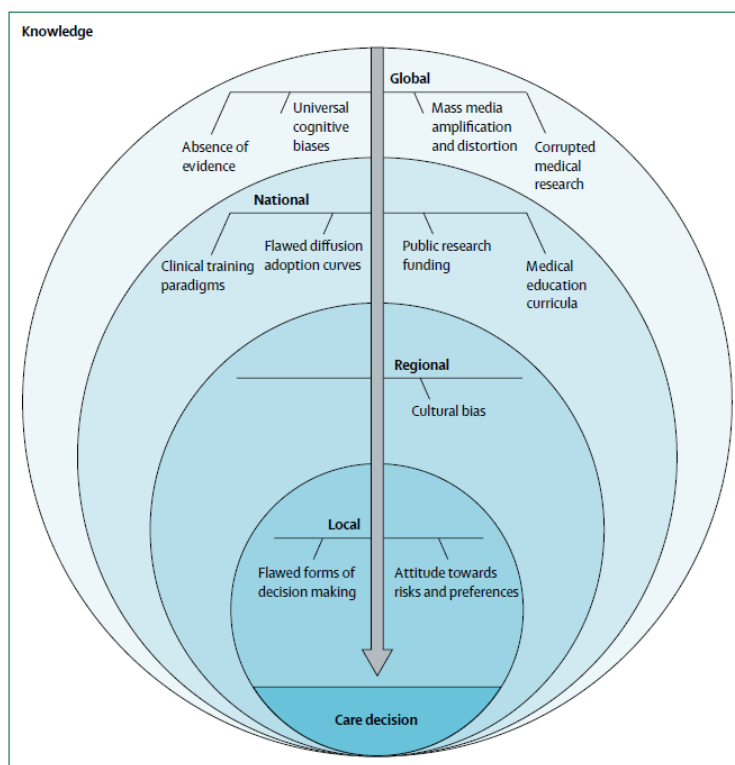 Knowledge
Global
Absence of
evidence
Universal
cognitive
biases
Mass media
amplification
and distortion
Corrupted
medical
research
National
Clinical training
paradigms
Flawed diffusion
adoption curves
Public research
funding
Medical
education
curricula
Regional
Cultural bias
Local
Flawed forms of
decision making
Attitude towards
risks and preferences
Care decision